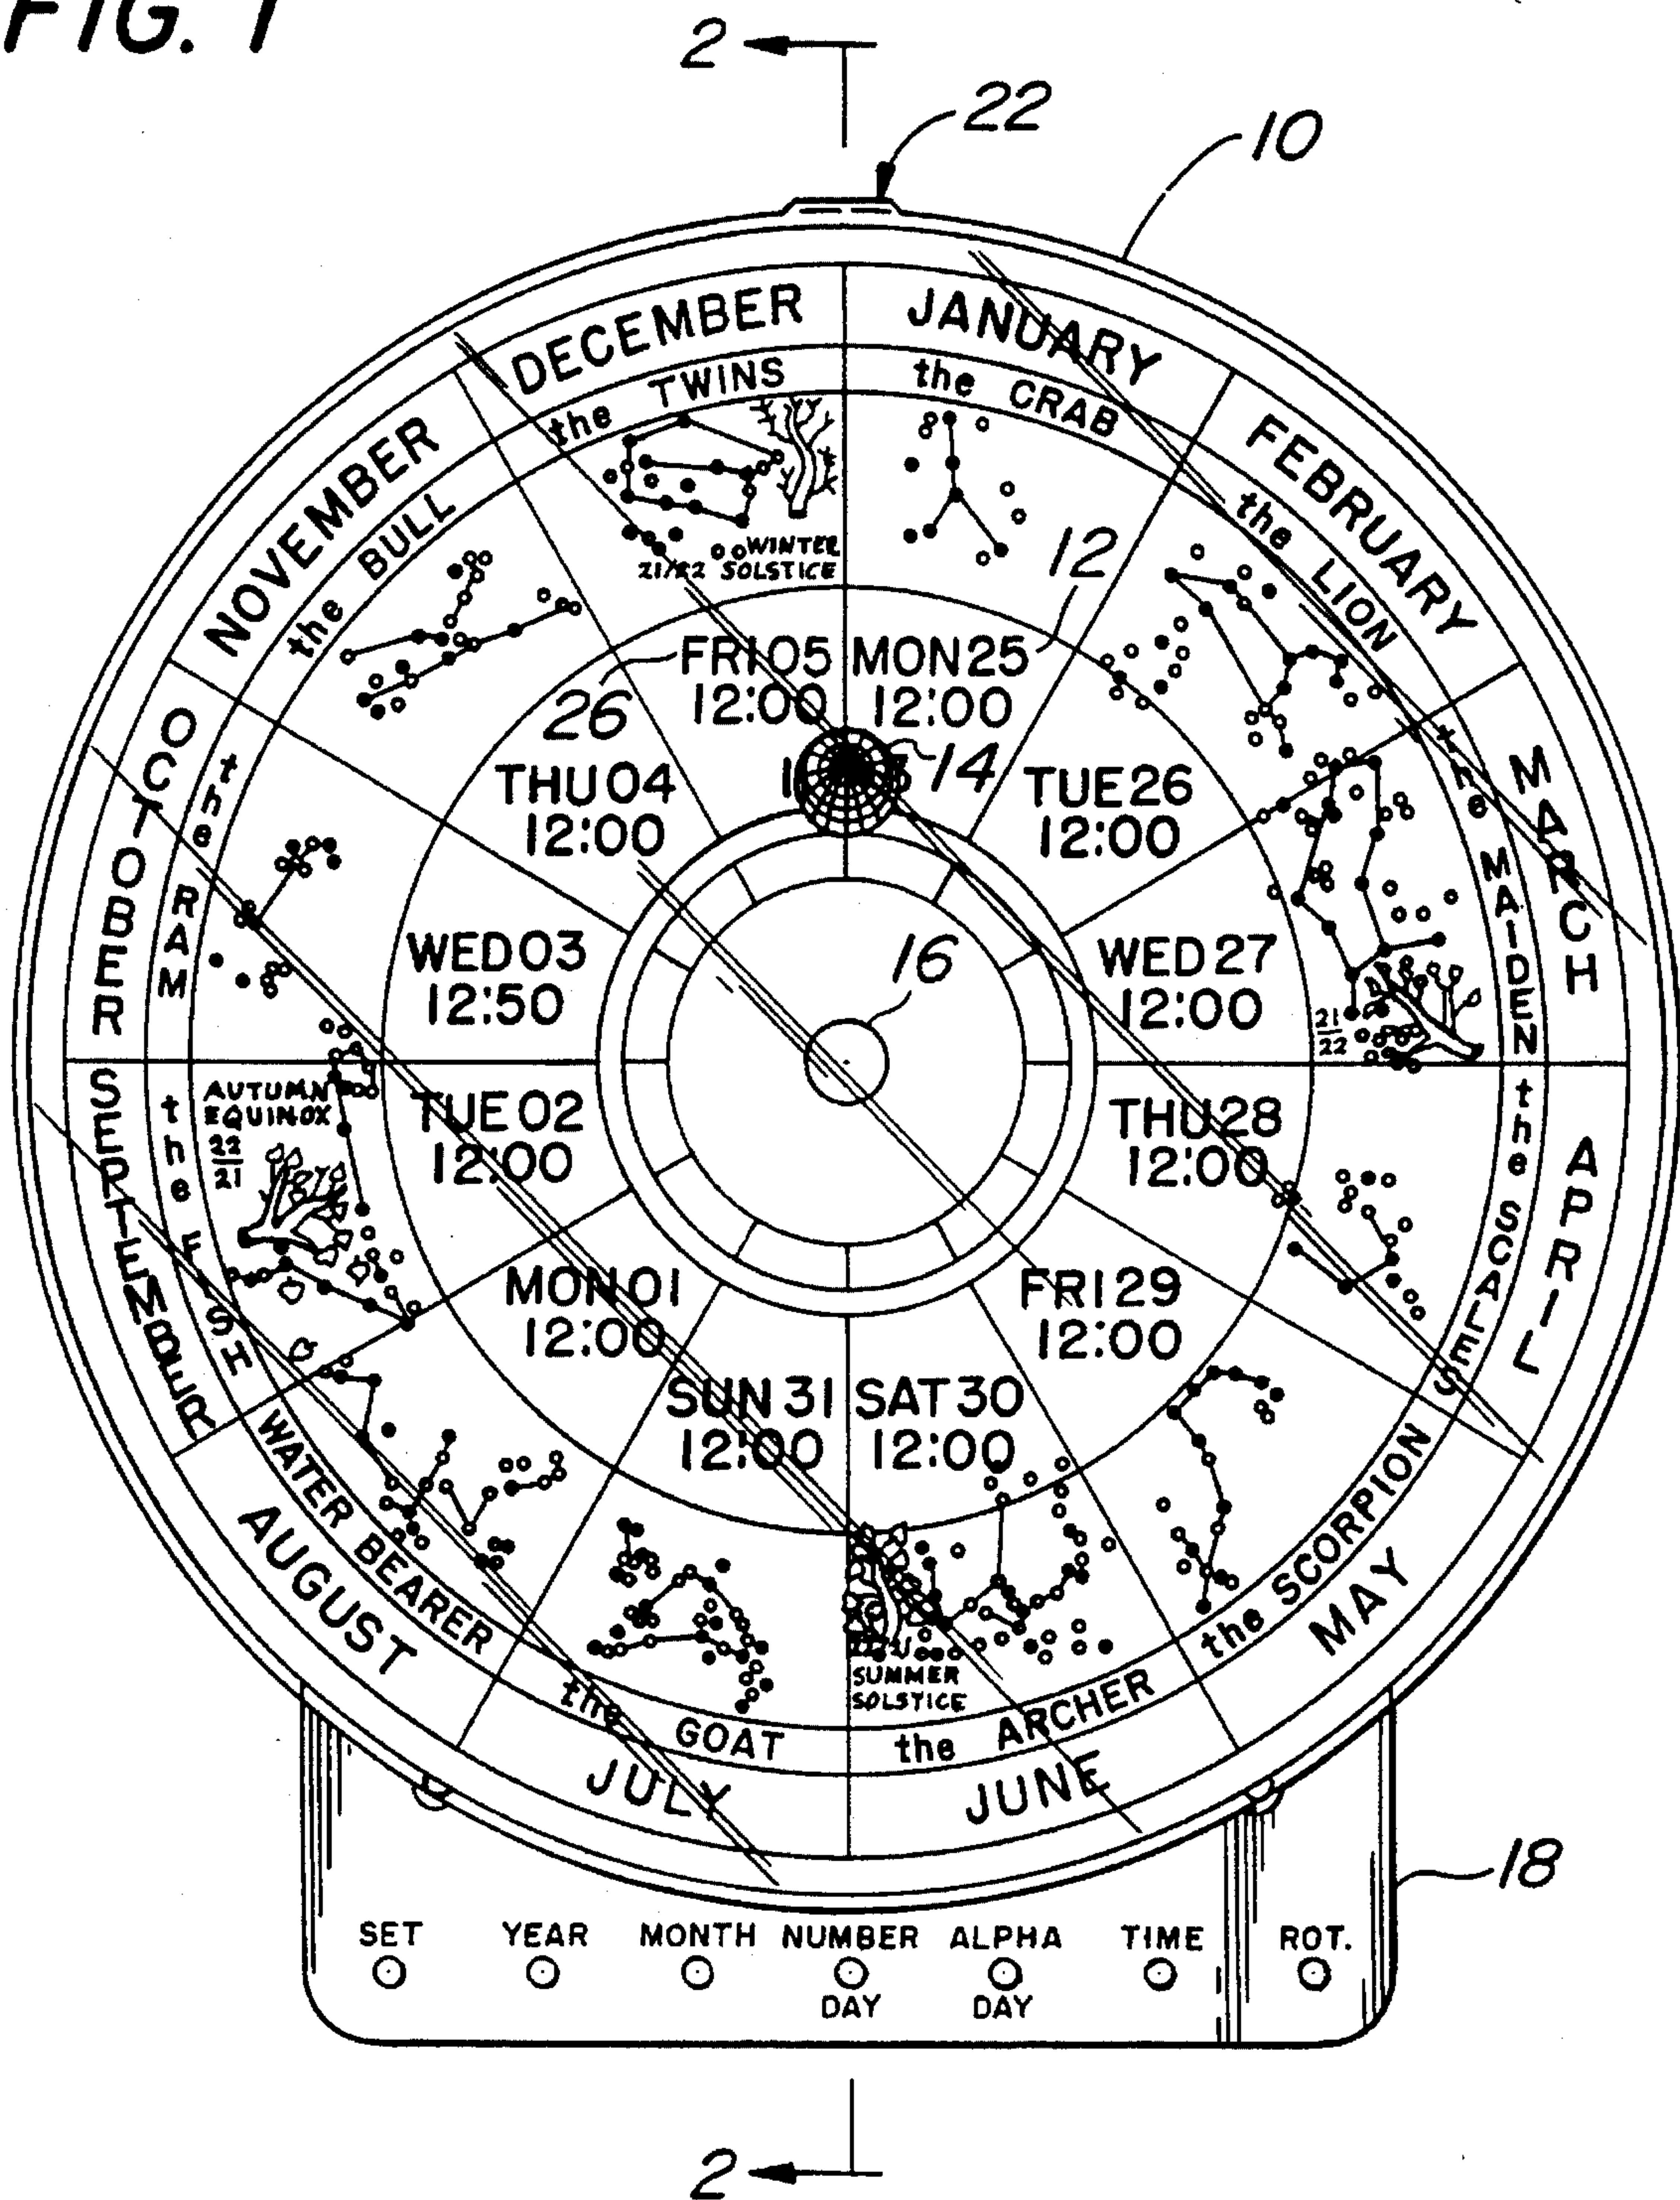 FIG. 1
2
22
10
DECEMBER
JANUARY
FEBRUARY
MARCH
APRIL
MAY
JUNE
JULY
AUGUST
SEPTEMBER
OCTOBER
NOVEMBER
the TWINS
the CRAB
the LION
the MAIDEN
the SCALES
the SCORPION
the ARCHER
the GOAT
WATER BEARER
the FISH
the RAM
the BULL
WINTER
21/22 SOLSTICE
12
21
22
AUTUMN
EQUINOX
22
21
SUMMER
SOLSTICE
26
14
16
FRI 05
12:00
MON 25
12:00
TUE 26
12:00
WED 27
12:00
THU 28
12:00
FRI 29
12:00
SAT 30
12:00
SUN 31
12:00
MON 01
12:00
TUE 02
12:00
WED 03
12:50
THU 04
12:00
18
SET YEAR MONTH NUMBER ALPHA TIME ROT.
DAY DAY
2